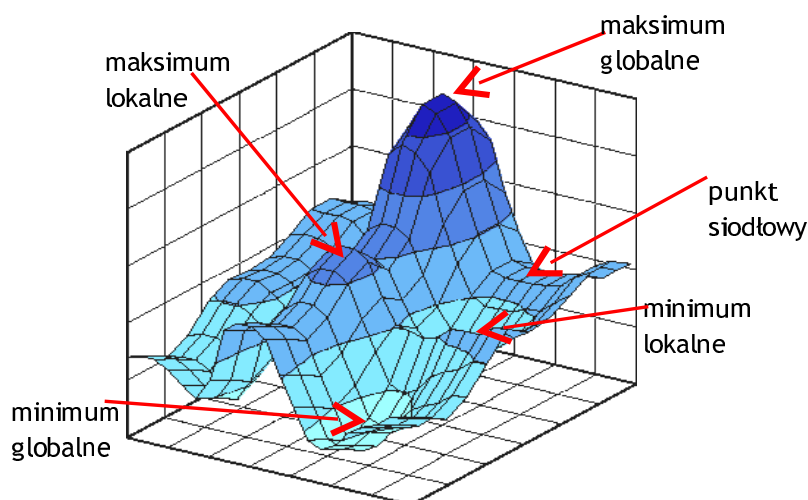 maksimum
globalne
maksimum
lokalne
punkt
siodłowy
minimum
lokalne
minimum
globalne